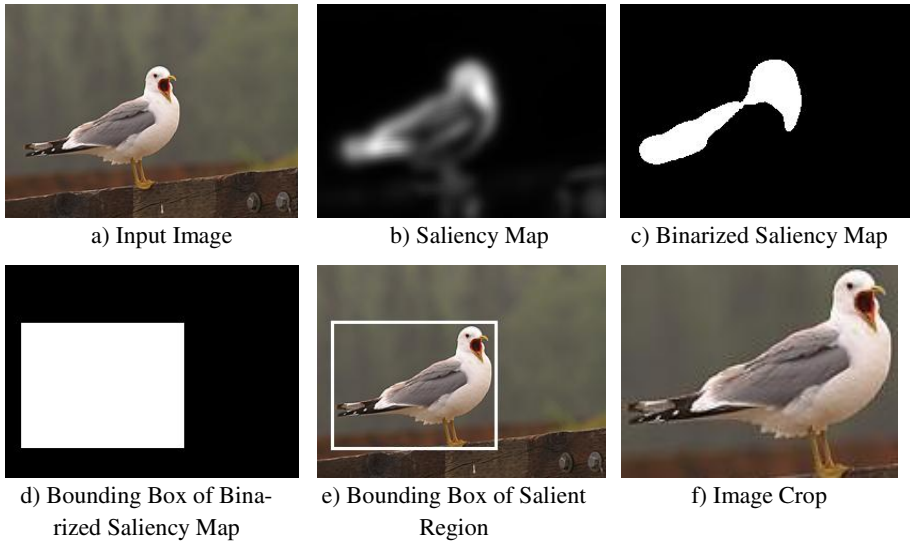 a) Input Image
b) Saliency Map
c) Binarized Saliency Map
d) Bounding Box of Bina-
rized Saliency Map
e) Bounding Box of Salient
Region
f) Image Crop